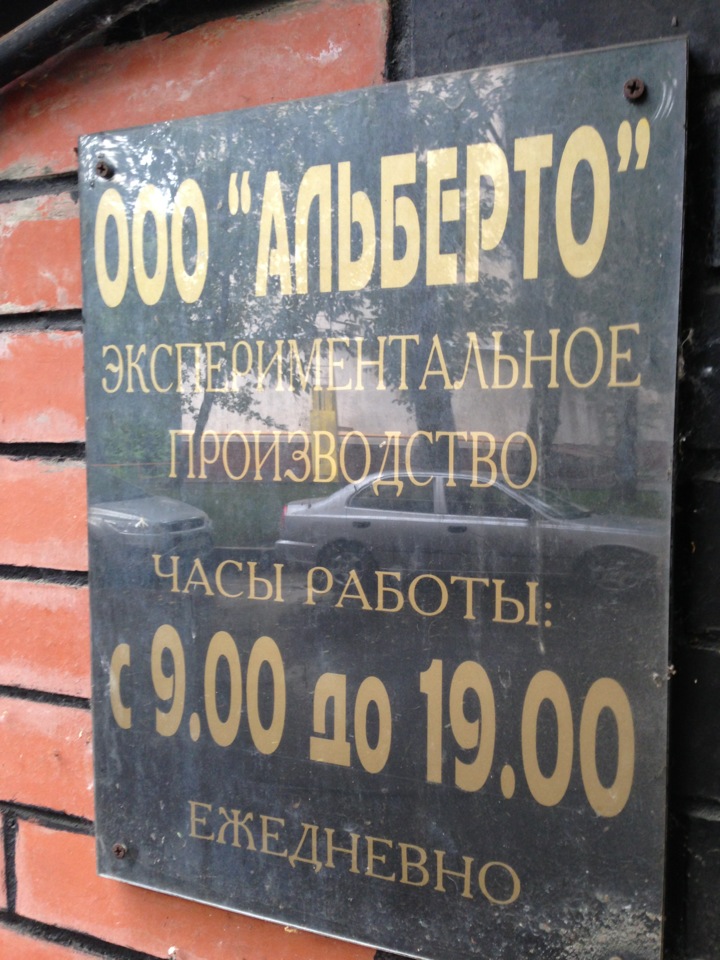 ООО "АЛЬБЕРТО"
ЭКСПЕРИМЕНТАЛЬНОЕ
ПРОИЗВОДСТВО
ЧАСЫ РАБОТЫ:
с 9.00 до 19.00
ЕЖЕДНЕВНО